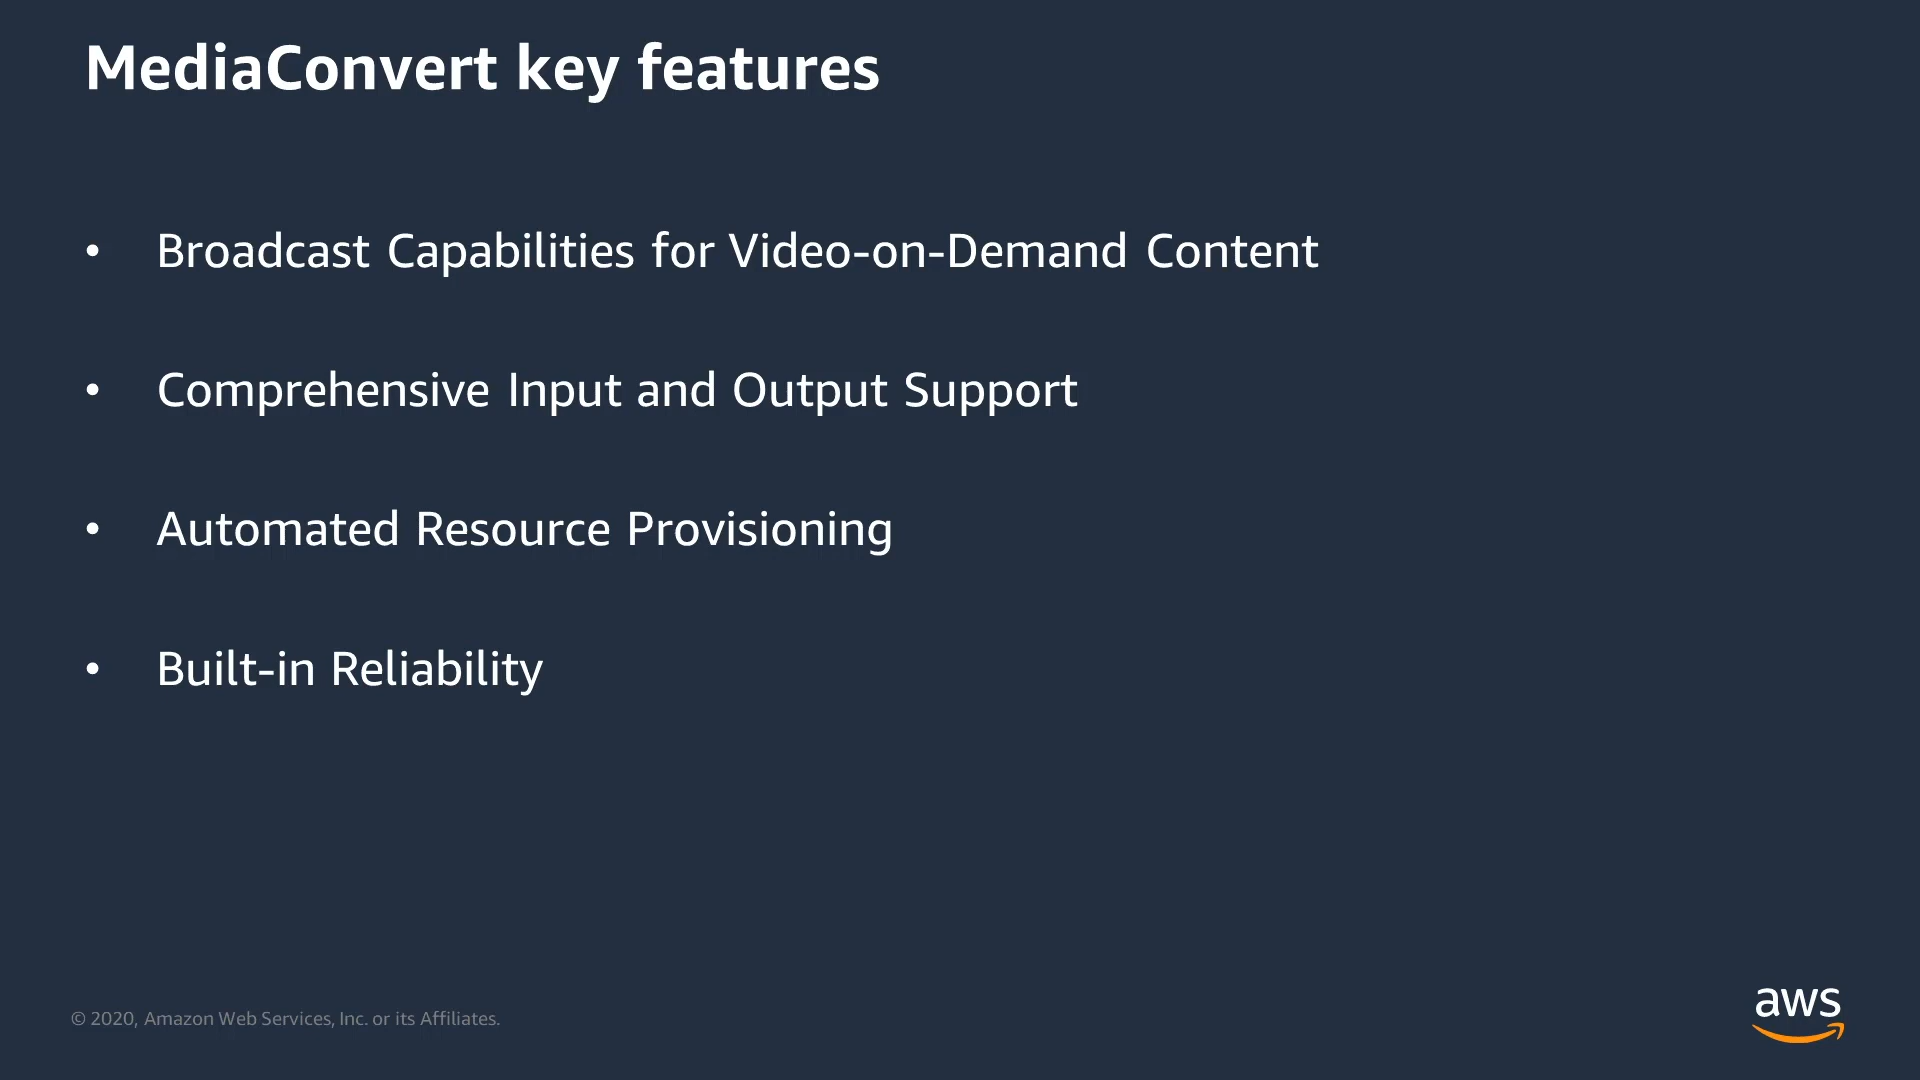 MediaConvert key features
• Broadcast Capabilities for Video-on-Demand Content
• Comprehensive Input and Output Support
• Automated Resource Provisioning
• Built-in Reliability
© 2020, Amazon Web Services, Inc. or its Affiliates.
aws